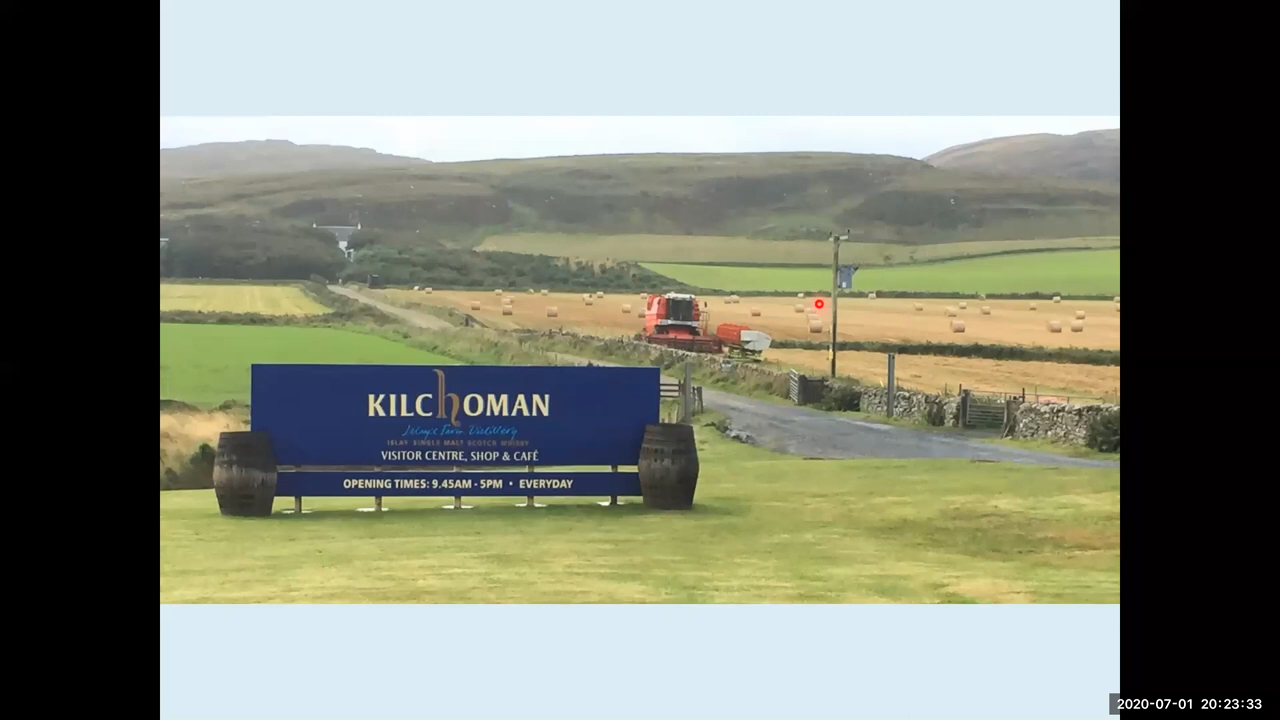 KILCHOMAN
Islay's Farm Distillery
ISLAY SINGLE MALT SCOTCH WHISKY
VISITOR CENTRE, SHOP & CAFÉ
OPENING TIMES: 9.45AM - 5PM • EVERYDAY
2020-07-01 20:23:33